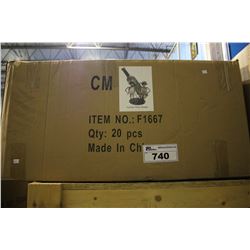 CM
ITEM NO.: F1667
Qty: 20 pcs
Made In Ch
740